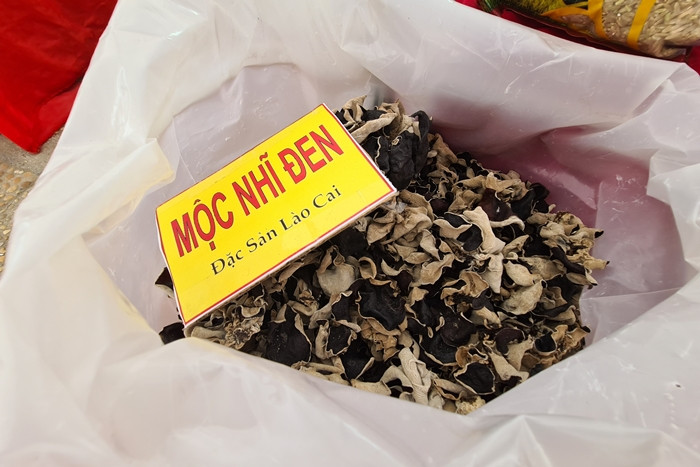 MỘC NHĨ ĐEN
Đặc Sản Lào Cai